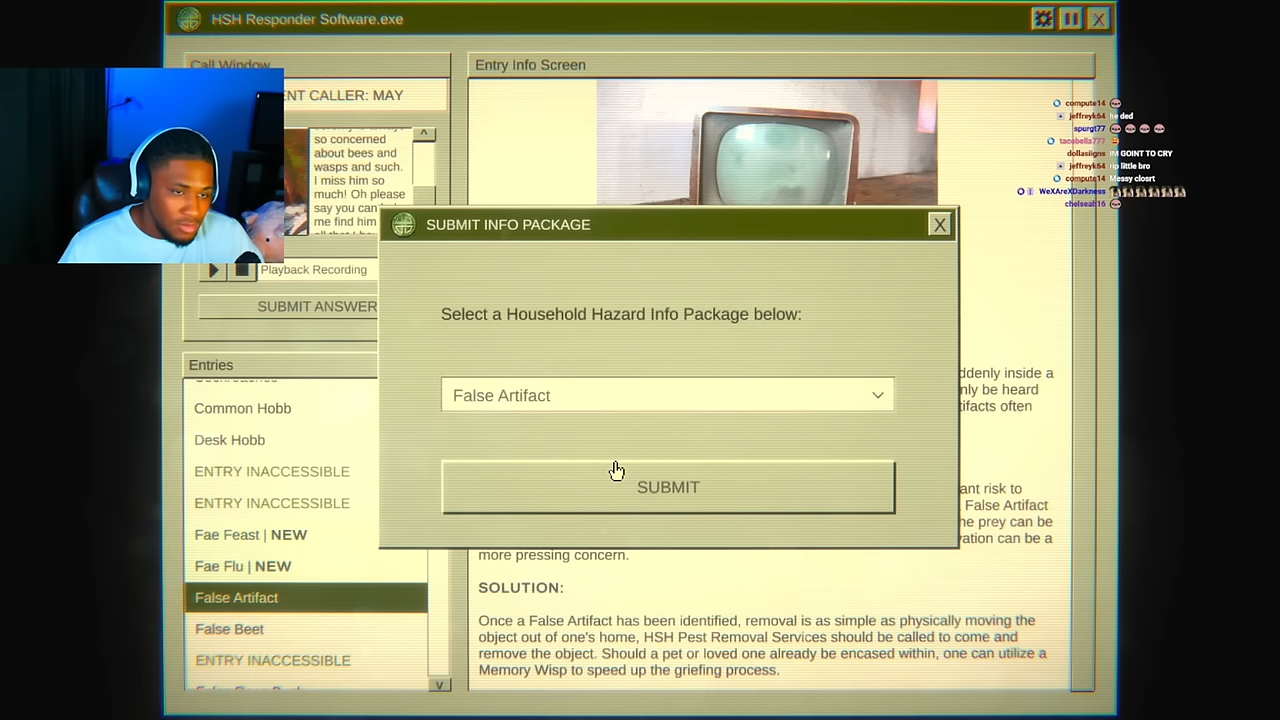 HSH Responder Software.exe
X
Call Window
Entry Info Screen
ENT CALLER: MAY
so concerned
about bees and
wasps and such.
I miss him so
much! Oh please
say you can
me find him
Playback Recording
SUBMIT ANSWER
Entries
Common Hobb
Desk Hobb
ENTRY INACCESSIBLE
ENTRY INACCESSIBLE
Fae Feast | NEW
Fae Flu | NEW
False Artifact
False Beet
ENTRY INACCESSIBLE
SUBMIT INFO PACKAGE
X
Select a Household Hazard Info Package below:
False Artifact
SUBMIT
ddenly inside a
nly be heard
tifacts often
ant risk to
False Artifact
he prey can be
vation can be a
more pressing concern.
SOLUTION:
Once a False Artifact has been identified, removal is as simple as physically moving the
object out of one's home, HSH Pest Removal Services should be called to come and
remove the object. Should a pet or loved one already be encased within, one can utilize a
Memory Wisp to speed up the griefing process.
compute14
jeffreyk64 he ded
spurgt77
tacobella777
dollasiigns IM GOINT TO CRY
jeffreyk64 rip little bro
compute14 Messy closrt
WeXAreXDarkness
chelseah16